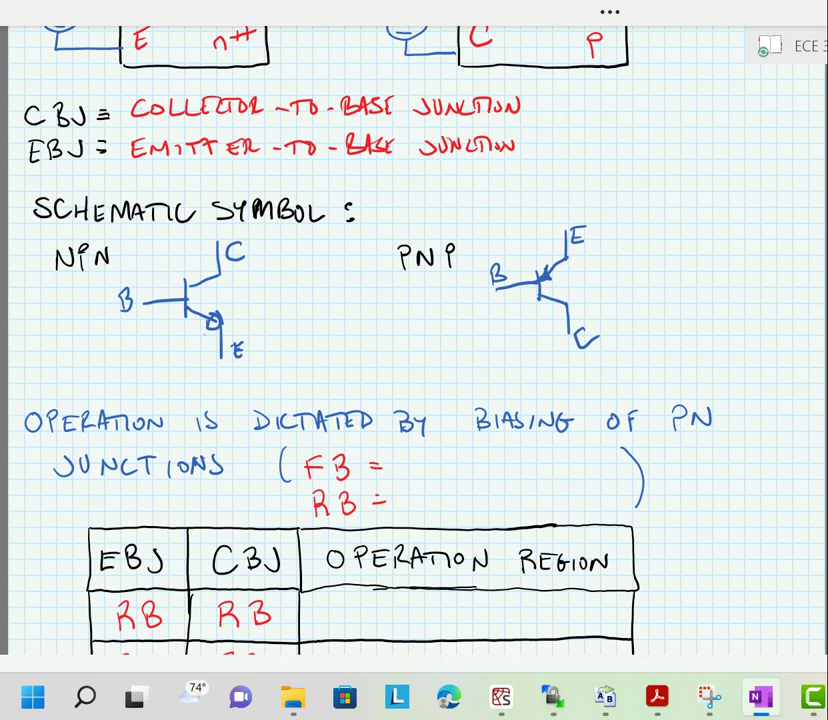 ECE 3
E n++
C P
CBJ ≡ COLLECTOR-TO-BASE JUNCTION
EBJ = EMITTER-TO-BASE JUNCTION
SCHEMATIC SYMBOL:
NPN PNP
C E
B B
E C
OPERATION IS DICTATED BY BIASING OF PN
JUNCTIONS (FB = )
RB =
EBJ CBJ OPERATION REGION
RB RB
74°